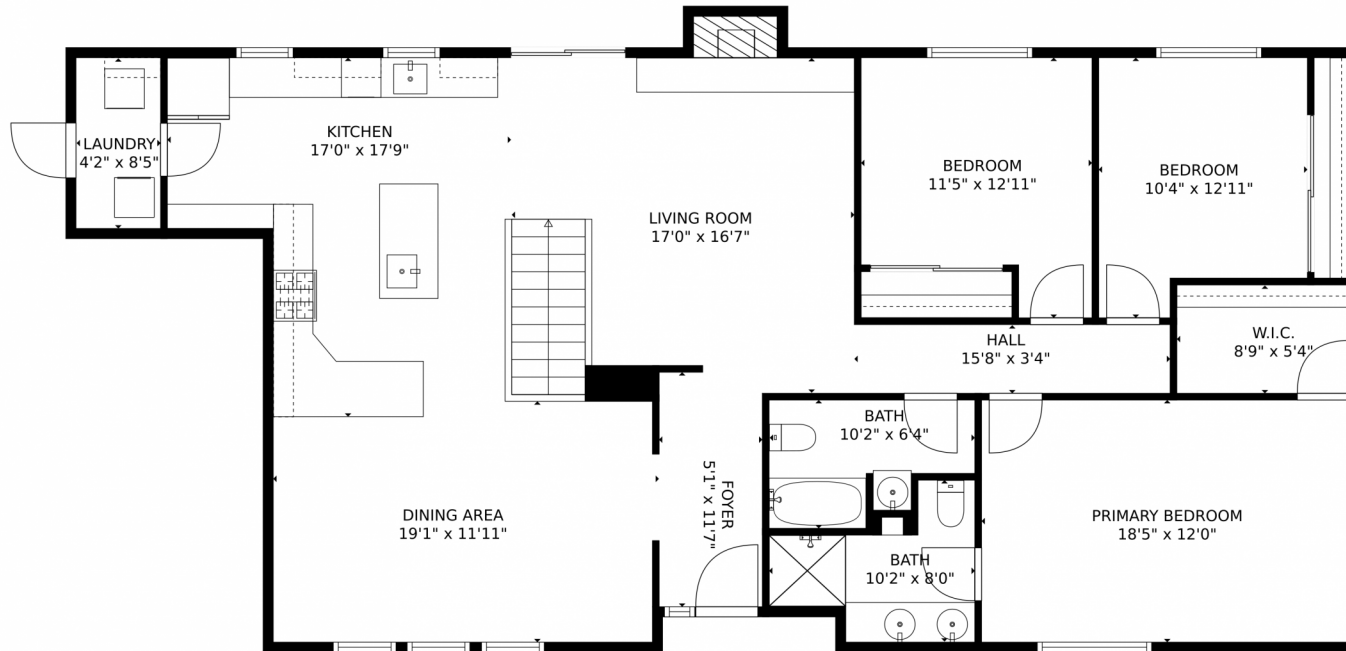 LAUNDRY
4'2" x 8'5"
KITCHEN
17'0" x 17'9"
LIVING ROOM
17'0" x 16'7"
BEDROOM
11'5" x 12'11"
BEDROOM
10'4" x 12'11"
HALL
15'8" x 3'4"
W.I.C.
8'9" x 5'4"
BATH
10'2" x 6'4"
FOYER
5'1" x 11'7"
DINING AREA
19'1" x 11'11"
PRIMARY BEDROOM
18'5" x 12'0"
BATH
10'2" x 8'0"